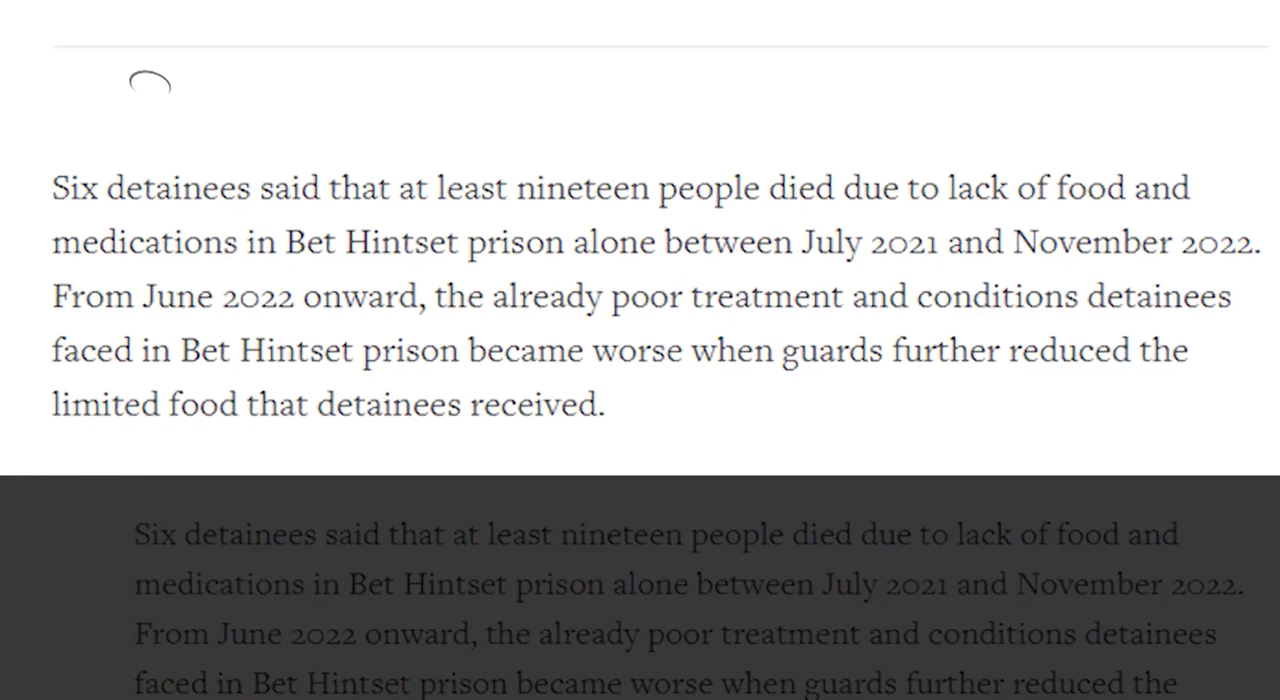 Six detainees said that at least nineteen people died due to lack of food and
medications in Bet Hintset prison alone between July 2021 and November 2022.
From June 2022 onward, the already poor treatment and conditions detainees
faced in Bet Hintset prison became worse when guards further reduced the
limited food that detainees received.
Six detainees said that at least nineteen people died due to lack of food and
medications in Bet Hintset prison alone between July 2021 and November 2022.
From June 2022 onward, the already poor treatment and conditions detainees
faced in Bet Hintset prison became worse when guards further reduced the